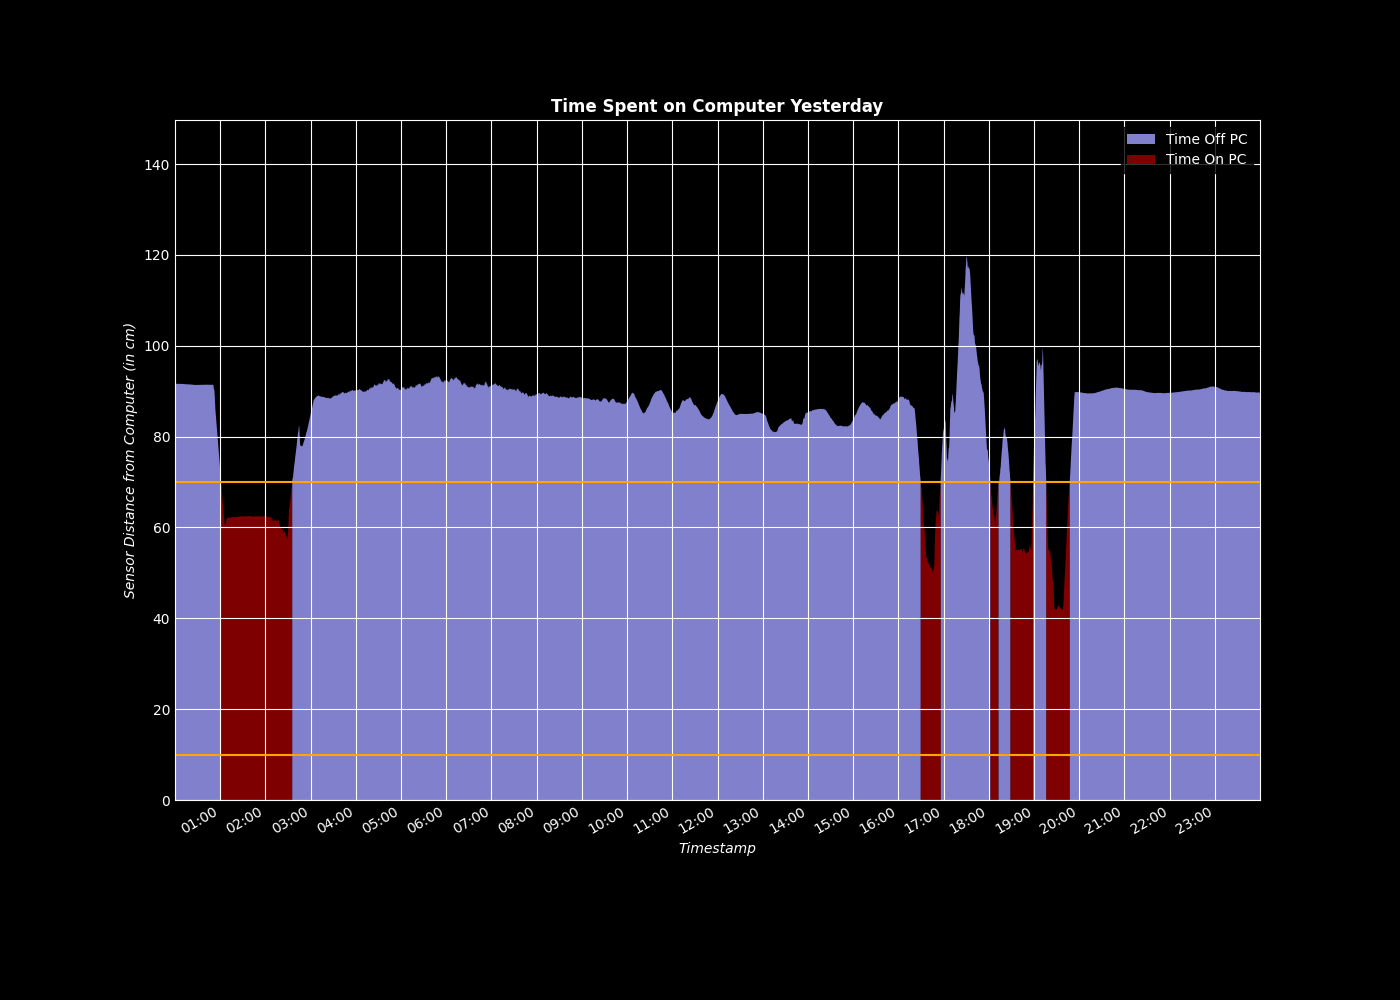 Time Spent on Computer Yesterday
Time Off PC
Time On PC
Sensor Distance from Computer (in cm)
140
120
100
80
60
40
20
0
01:00 02:00 03:00 04:00 05:00 06:00 07:00 08:00 09:00 10:00 11:00 12:00 13:00 14:00 15:00 16:00 17:00 18:00 19:00 20:00 21:00 22:00 23:00
Timestamp